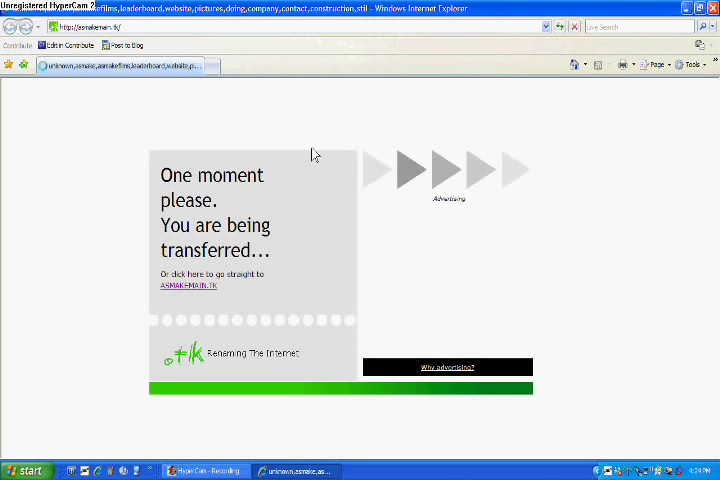 Unregistered HyperCam 2
efilms,leaderboard,website,pictures,doing,company,contact,construction,stil - Windows Internet Explorer
http://asmakemain.tk/
Live Search
Contribute
Edit in Contribute
Post to Blog
unknown,asmake,asmakefilms,leaderboard,website,pi...
Page
Tools
One moment
please.
You are being
transferred...
Or click here to go straight to
ASMAKEMAIN.TK
Advertising
.tk Renaming The Internet
Why advertising?
start
HyperCam - Recording
unknown,asmake,as...
4:24 PM